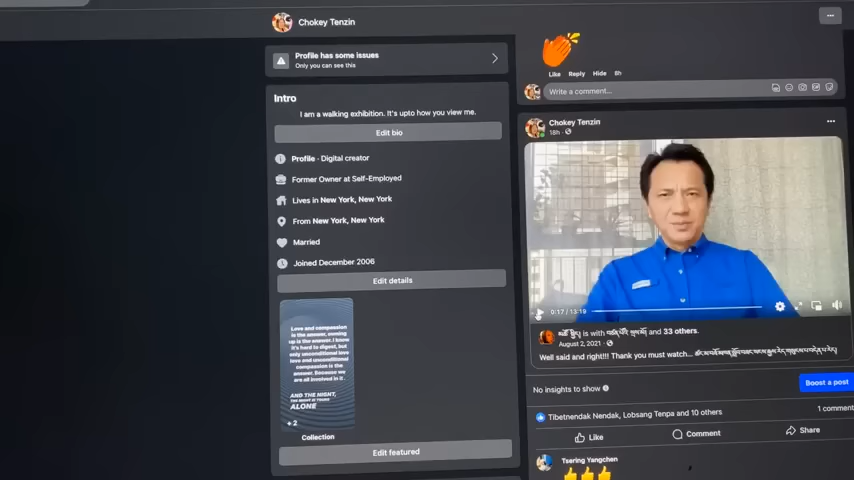 Chokey Tenzin
Profile has some issues
Only you can see this
Intro
I am a walking exhibition. It's upto how you view me.
Edit bio
Profile · Digital creator
Former Owner at Self-Employed
Lives in New York, New York
From New York, New York
Married
Joined December 2006
Edit details
Love and compassion
is the answer, owning
up is the answer. I know
it's hard to digest, but
only unconditional love
and unconditional
compassion is the
answer. Because we
are all involved in it.
AND THE NIGHT,
THE NIGHT IS YOURS
ALONE
+ 2
Collection
Edit featured
Like Reply Hide 8h
Write a comment...
Chokey Tenzin
18h
0:17 / 13:19
is with
and 33 others.
August 2, 2021
Well said and right!!! Thank you must watch...
No insights to show
Boost a post
Tibetnendak Nendak, Lobsang Tenpa and 10 others
1 comment
Like Comment Share
Tsering Yangchen